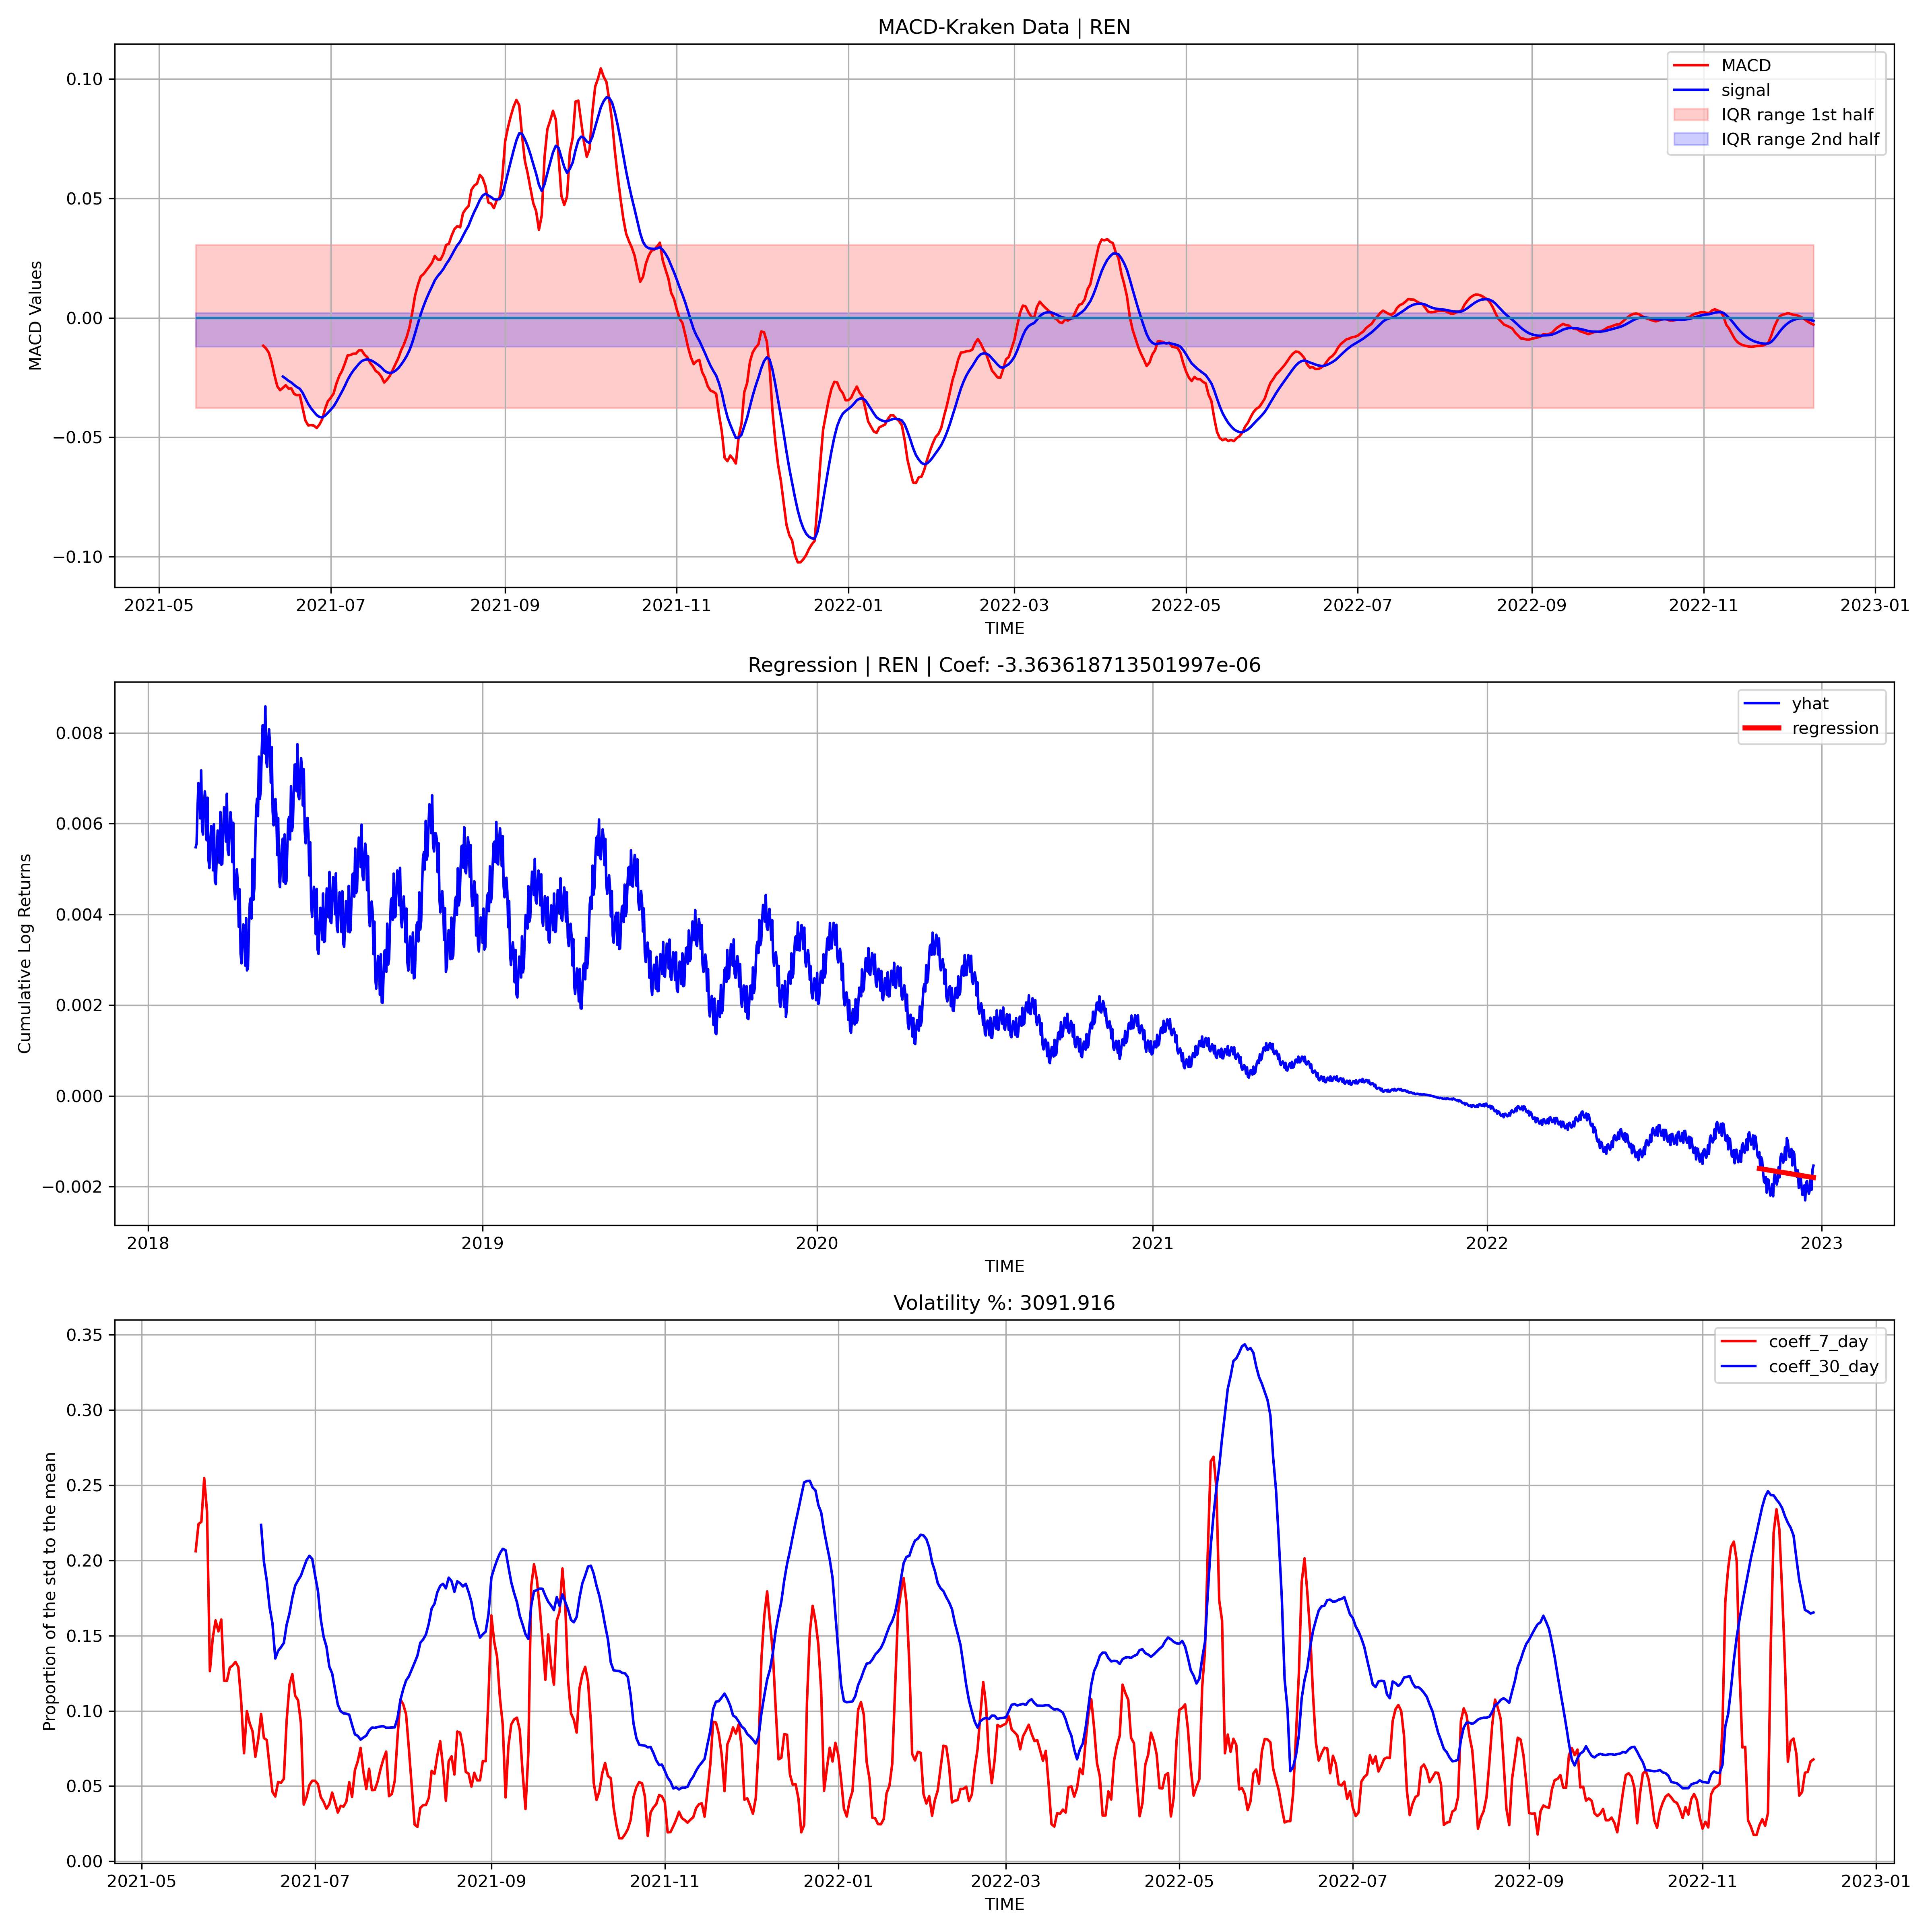 MACD-Kraken Data | REN
MACD
signal
IQR range 1st half
IQR range 2nd half
MACD Values
0.10
0.05
0.00
−0.05
−0.10
2021-05 2021-07 2021-09 2021-11 2022-01 2022-03 2022-05 2022-07 2022-09 2022-11 2023-01
TIME
Regression | REN | Coef: -3.363618713501997e-06
yhat
regression
Cumulative Log Returns
0.008
0.006
0.004
0.002
0.000
−0.002
2018 2019 2020 2021 2022 2023
TIME
Volatility %: 3091.916
coeff_7_day
coeff_30_day
Proportion of the std to the mean
0.35
0.30
0.25
0.20
0.15
0.10
0.05
0.00
2021-05 2021-07 2021-09 2021-11 2022-01 2022-03 2022-05 2022-07 2022-09 2022-11 2023-01
TIME